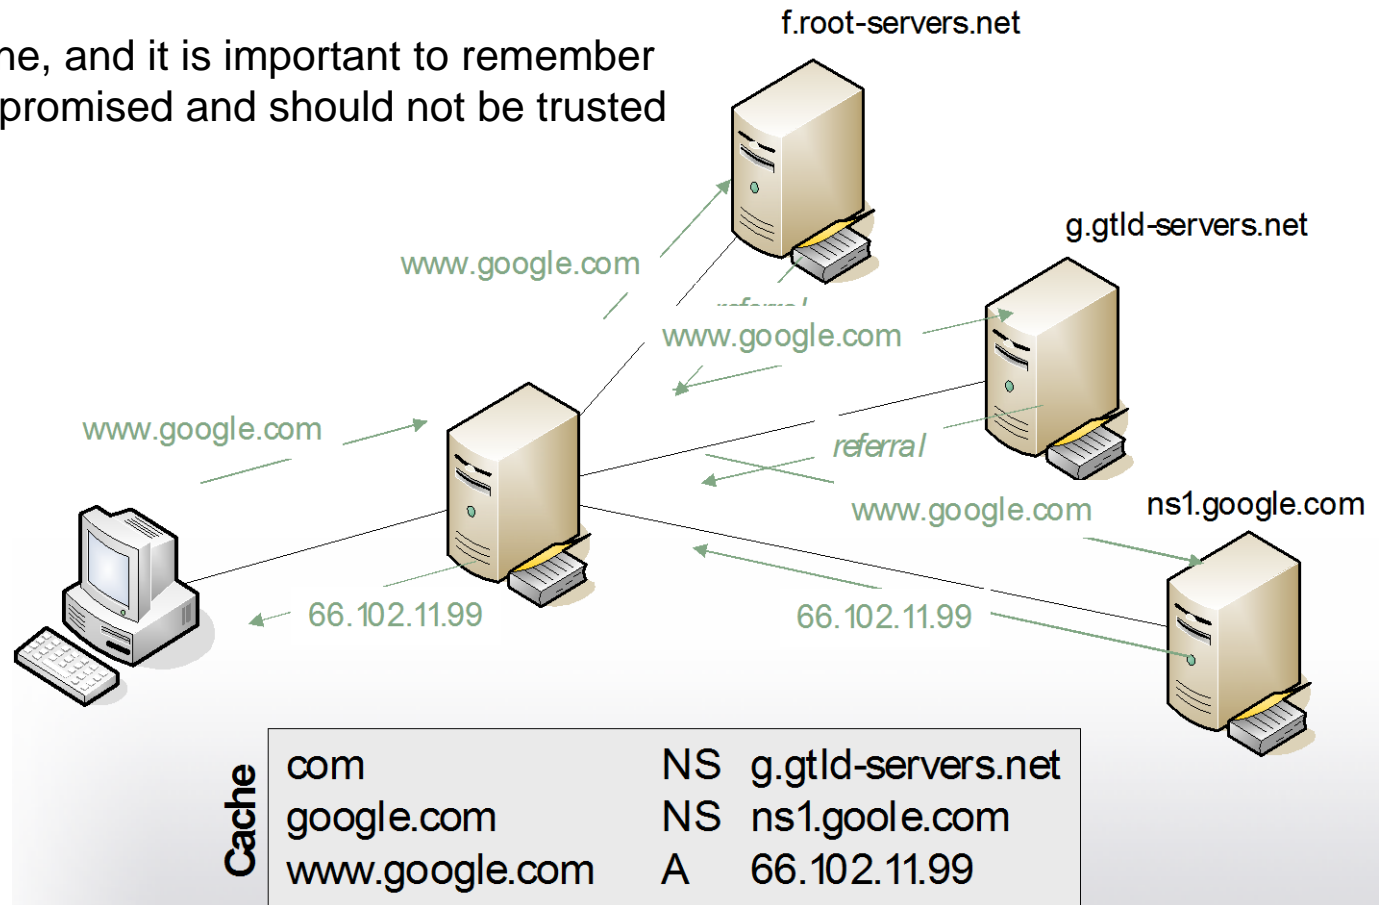 f.root-servers.net
ne, and it is important to remember
promised and should not be trusted
g.gtld-servers.net
www.google.com
referral
www.google.com
www.google.com
referral
www.google.com
ns1.google.com
66.102.11.99
66.102.11.99
Cache
com NS g.gtld-servers.net
google.com NS ns1.goole.com
www.google.com A 66.102.11.99